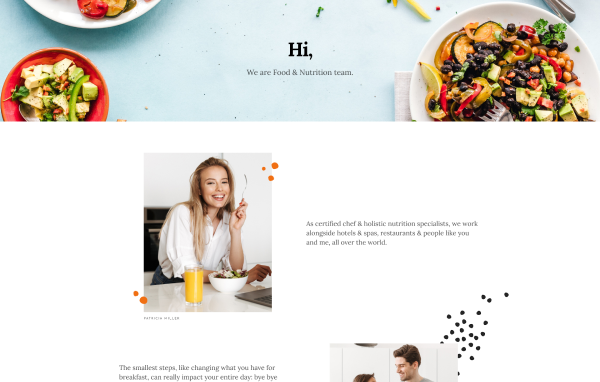 Hi,
We are Food & Nutrition team.
As certified chef & holistic nutrition specialists, we work
alongside hotels & spas, restaurants & people like you
and me, all over the world.
PATRICIA MILLER
The smallest steps, like changing what you have for
breakfast, can really impact your entire day: bye bye